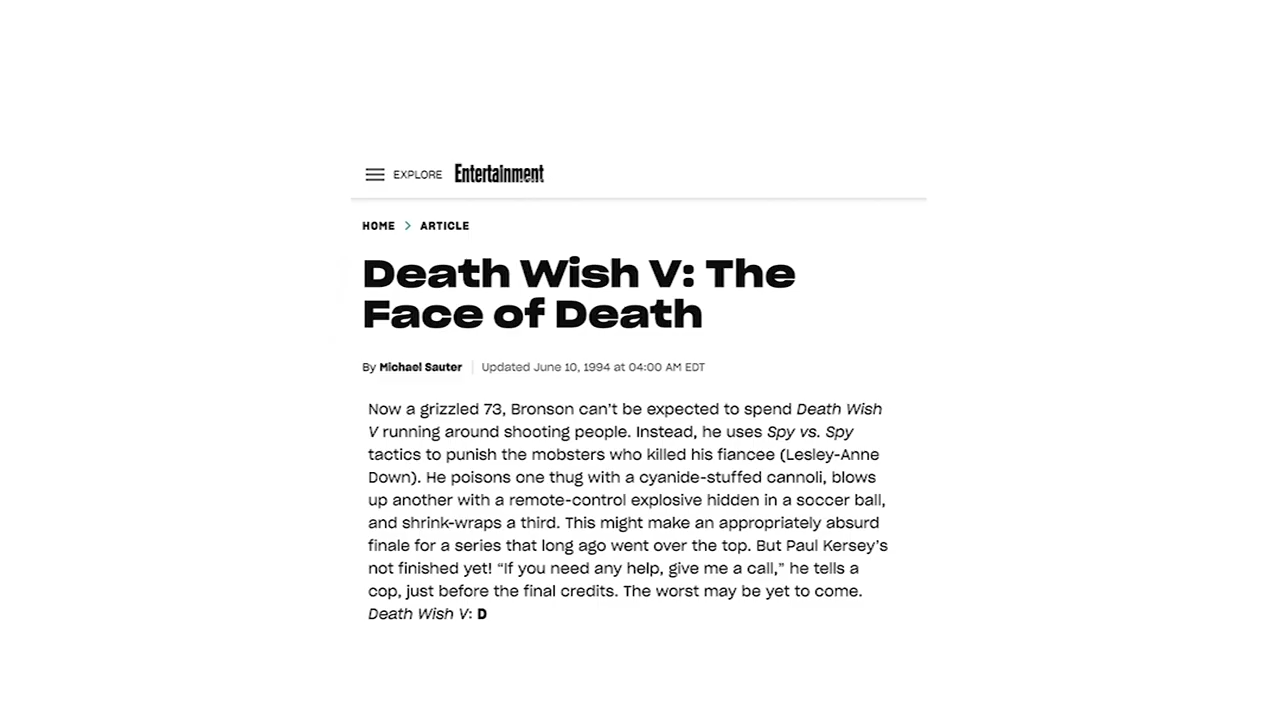 EXPLORE Entertainment
HOME > ARTICLE
Death Wish V: The
Face of Death
By Michael Sauter | Updated June 10, 1994 at 04:00 AM EDT
Now a grizzled 73, Bronson can’t be expected to spend Death Wish
V running around shooting people. Instead, he uses Spy vs. Spy
tactics to punish the mobsters who killed his fiancee (Lesley-Anne
Down). He poisons one thug with a cyanide-stuffed cannoli, blows
up another with a remote-control explosive hidden in a soccer ball,
and shrink-wraps a third. This might make an appropriately absurd
finale for a series that long ago went over the top. But Paul Kersey’s
not finished yet! “If you need any help, give me a call,” he tells a
cop, just before the final credits. The worst may be yet to come.
Death Wish V: D